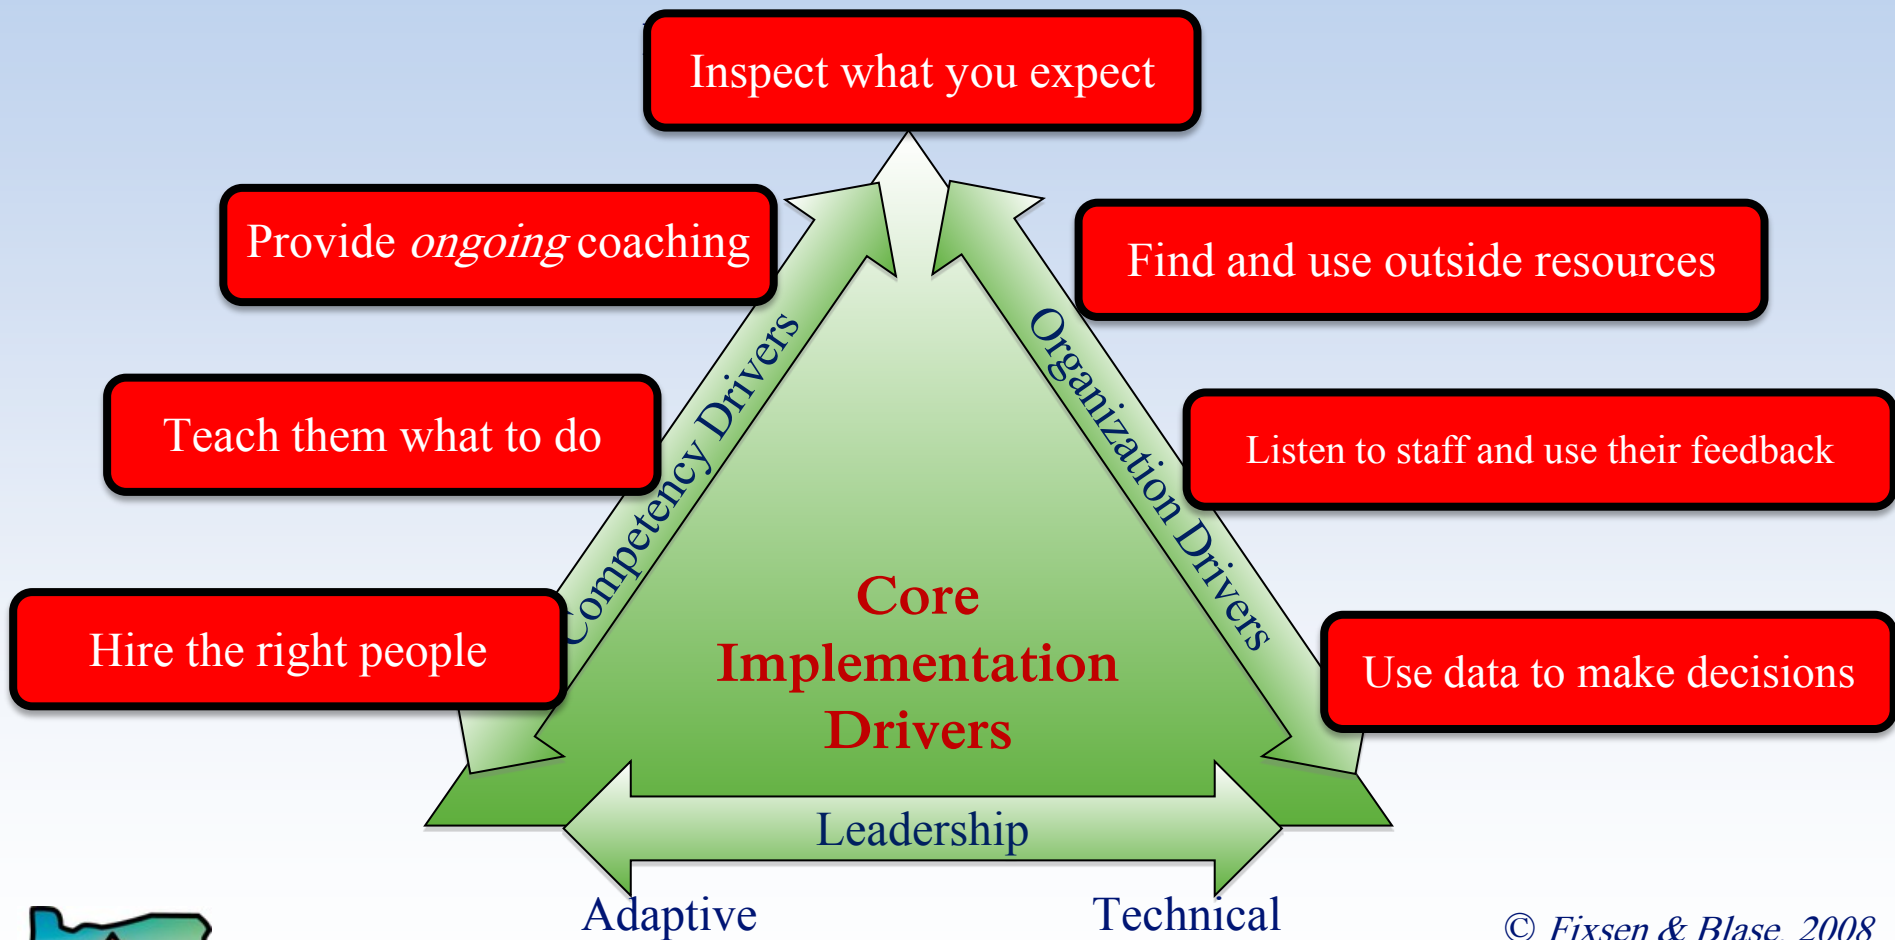 Inspect what you expect
Provide ongoing coaching
Find and use outside resources
Teach them what to do
Listen to staff and use their feedback
Hire the right people
Use data to make decisions
Competency Drivers
Organization Drivers
Core
Implementation
Drivers
Leadership
Adaptive
Technical
© Fixsen & Blase, 2008